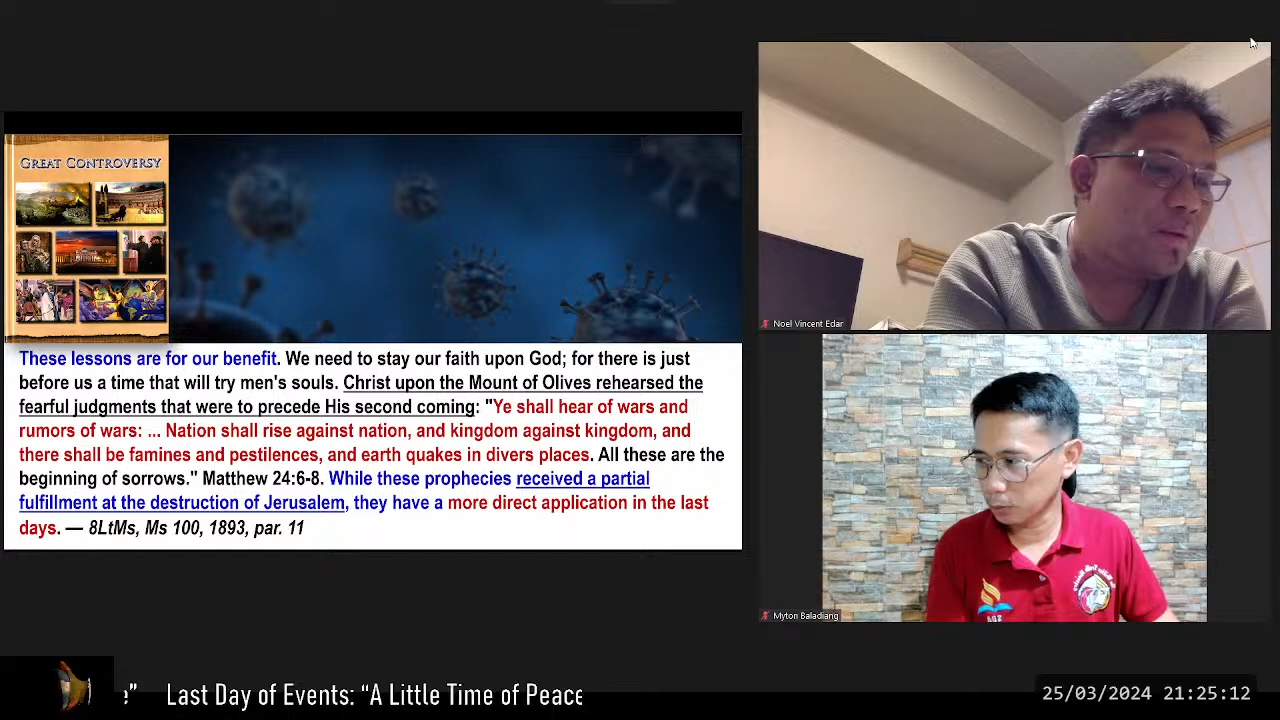 GREAT CONTROVERSY
These lessons are for our benefit. We need to stay our faith upon God; for there is just
before us a time that will try men's souls. Christ upon the Mount of Olives rehearsed the
fearful judgments that were to precede His second coming: "Ye shall hear of wars and
rumors of wars: ... Nation shall rise against nation, and kingdom against kingdom, and
there shall be famines and pestilences, and earth quakes in divers places. All these are the
beginning of sorrows." Matthew 24:6-8. While these prophecies received a partial
fulfillment at the destruction of Jerusalem, they have a more direct application in the last
days. — 8LtMs, Ms 100, 1893, par. 11
Noel Vincent Edar
SDA
Myton Baladiang
e” Last Day of Events: “A Little Time of Peace
25/03/2024 21:25:12